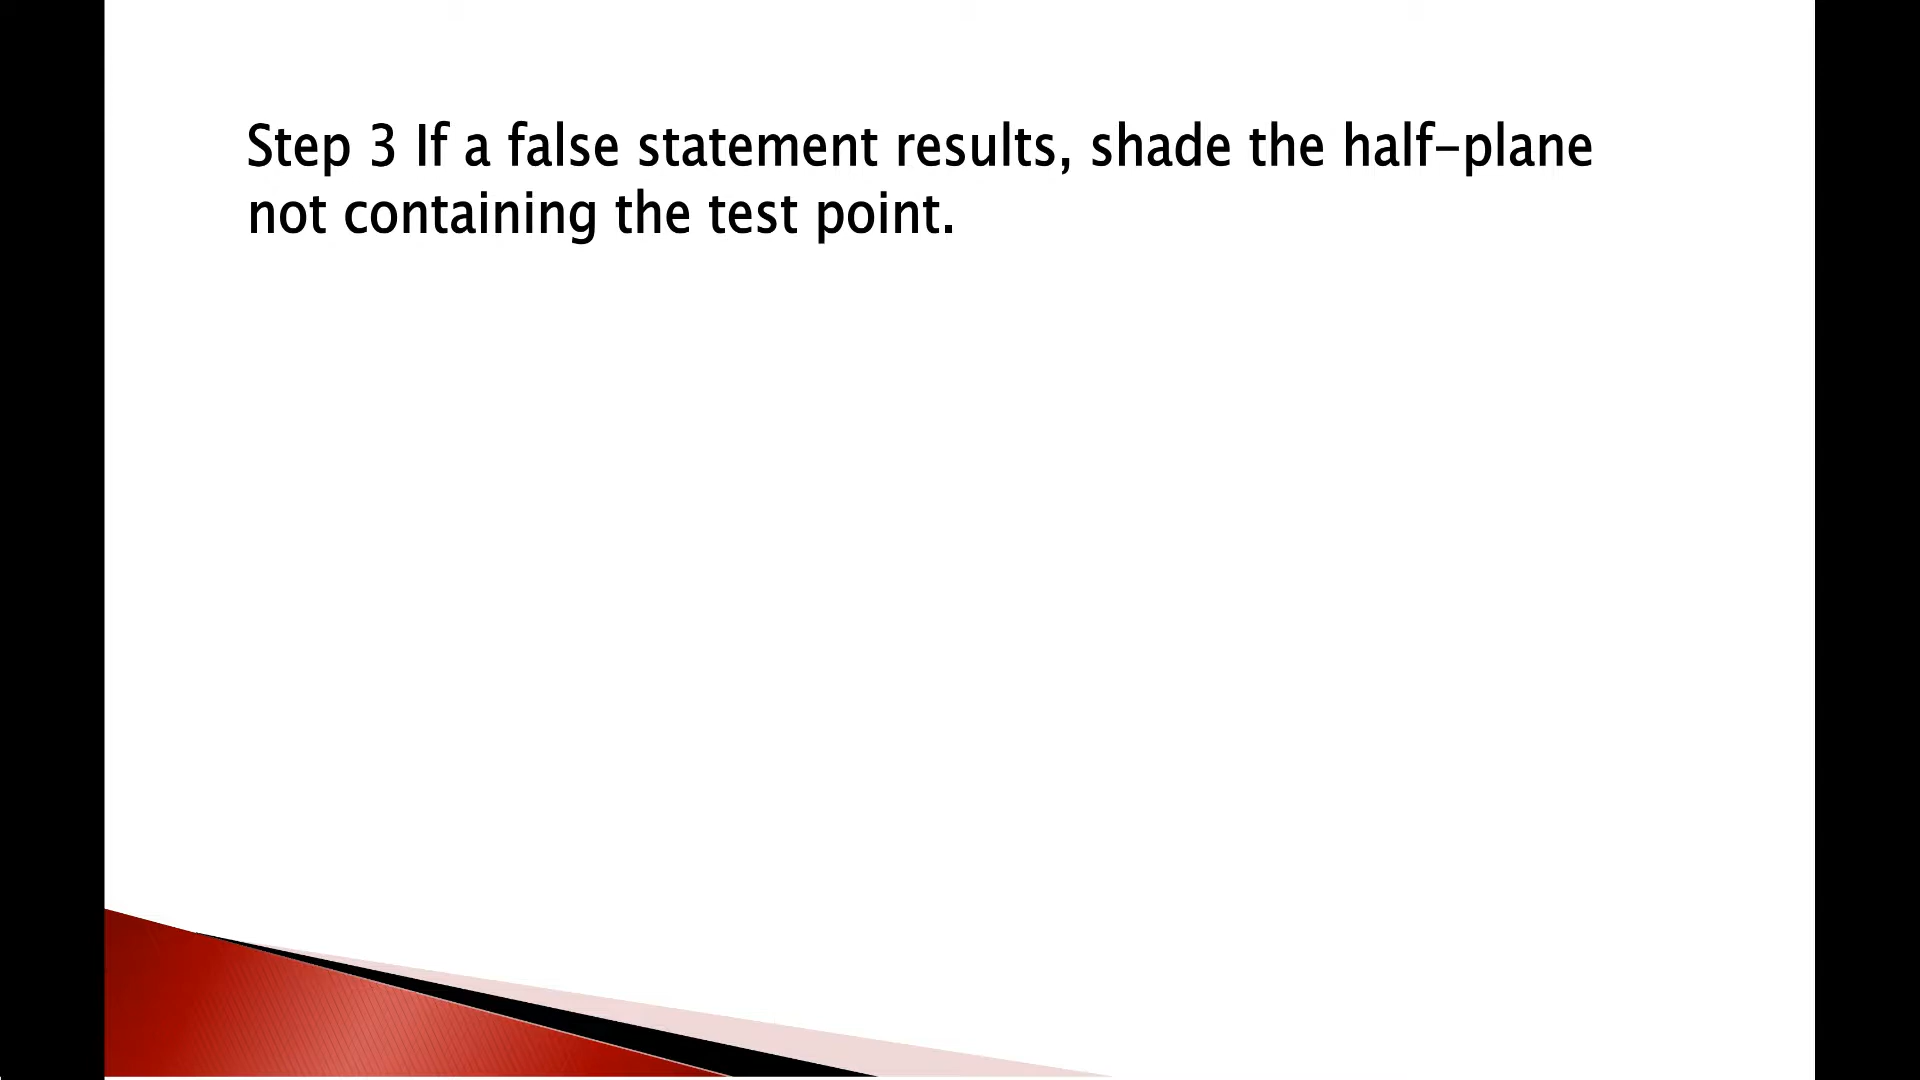 Step 3 If a false statement results, shade the half-plane
not containing the test point.